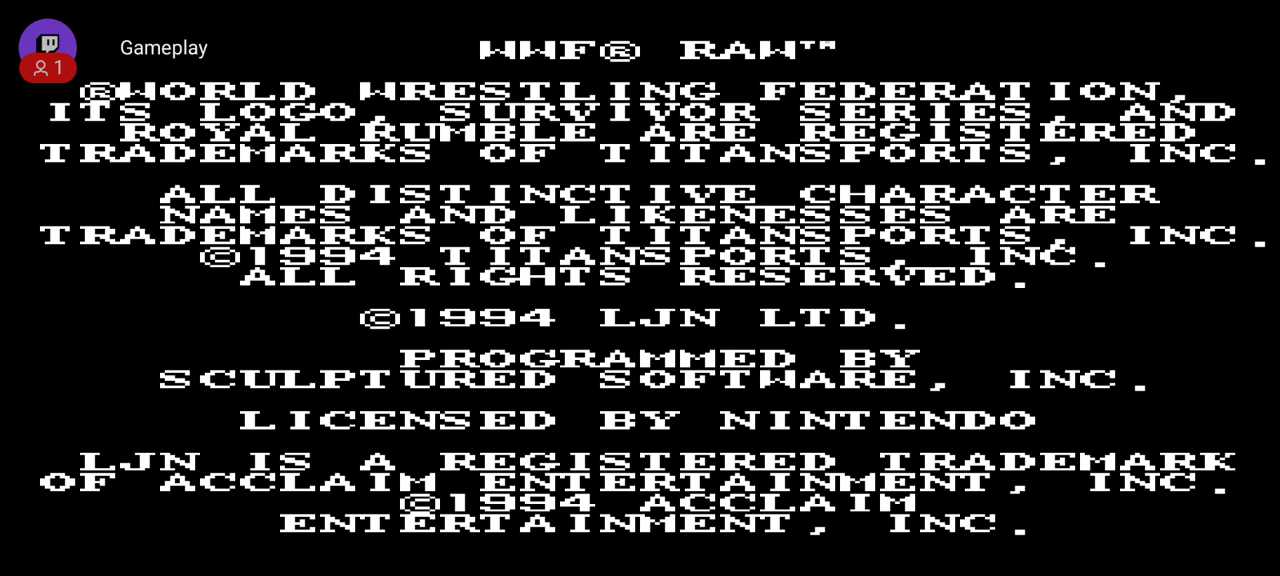 Gameplay
1
WWF® RAW™
®WORLD WRESTLING FEDERATION,
ITS LOGO, SURVIVOR SERIES, AND
ROYAL RUMBLE ARE REGISTERED
TRADEMARKS OF TITANSPORTS, INC.
ALL DISTINCTIVE CHARACTER
NAMES AND LIKENESSES ARE
TRADEMARKS OF TITANSPORTS, INC.
©1994 TITANSPORTS, INC.
ALL RIGHTS RESERVED.
©1994 LJN LTD.
PROGRAMMED BY
SCULPTURED SOFTWARE, INC.
LICENSED BY NINTENDO
LJN IS A REGISTERED TRADEMARK
OF ACCLAIM ENTERTAINMENT, INC.
©1994 ACCLAIM
ENTERTAINMENT, INC.